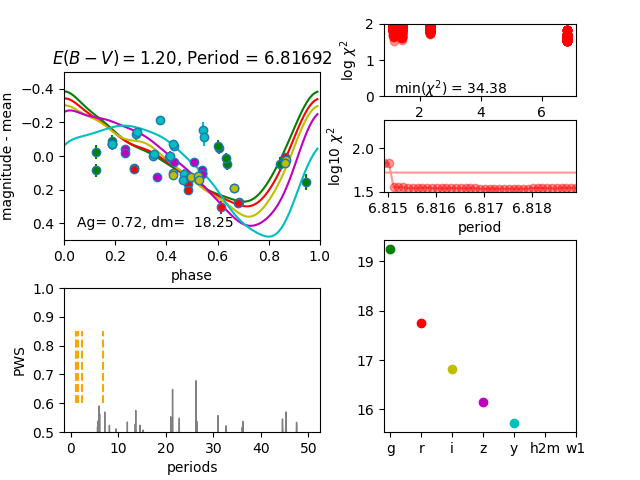 E(B − V) = 1.20, Period = 6.81692
magnitude - mean
−0.4
−0.2
0.0
0.2
0.4
Ag= 0.72, dm=  18.25
0.0 0.2 0.4 0.6 0.8 1.0
phase
log χ²
2
1
0
min(χ²) = 34.38
2 4 6
log10 χ²
2.0
1.5
6.815 6.816 6.817 6.818
period
PWS
1.0
0.9
0.8
0.7
0.6
0.5
0 10 20 30 40 50
periods
19
18
17
16
g r i z y h2m w1